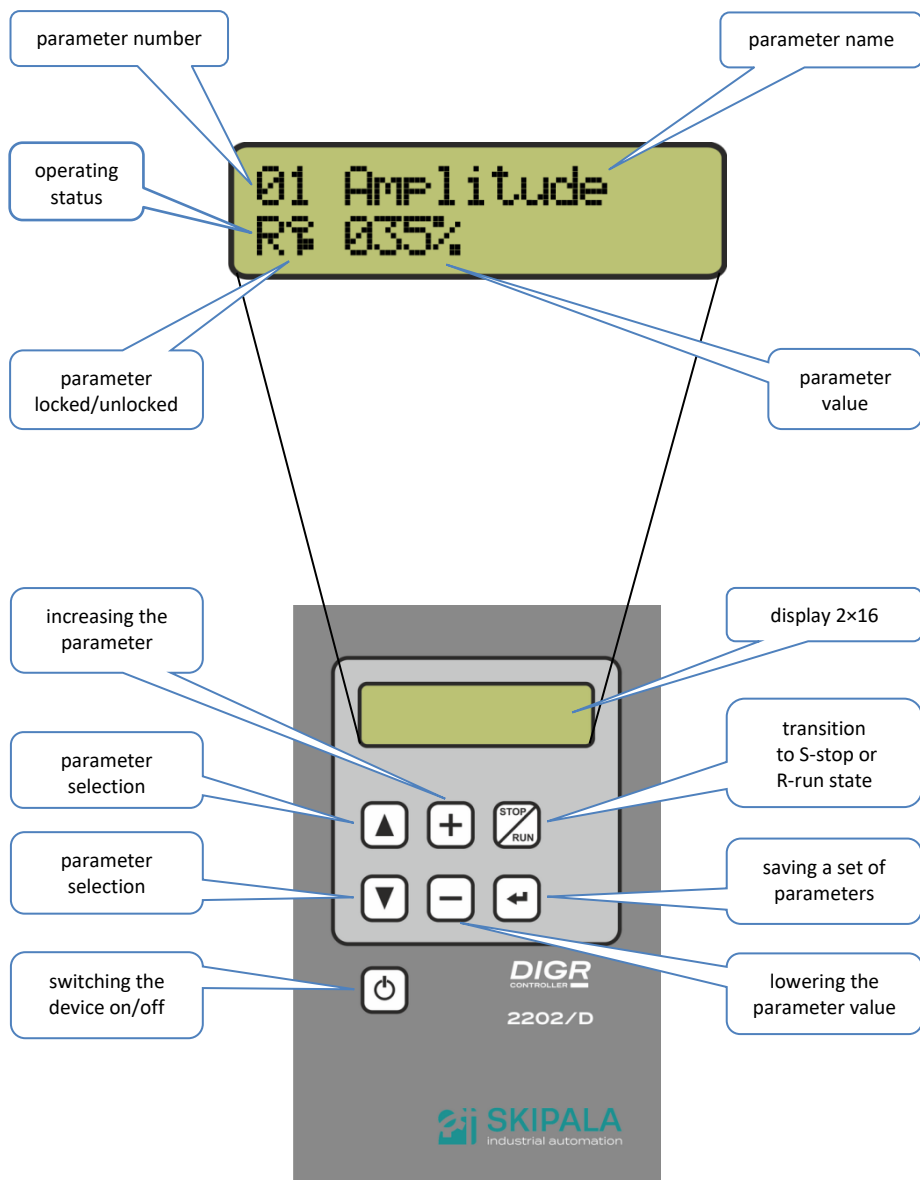 parameter number
parameter name
operating
status
01 Amplitude
R 035%
parameter
locked/unlocked
parameter
value
increasing the
parameter
display 2×16
parameter
selection
transition
to S-stop or
R-run state
STOP
RUN
parameter
selection
saving a set of
parameters
switching the
device on/off
DIGR
CONTROLLER
2202/D
lowering the
parameter value
SKIPALA
industrial automation